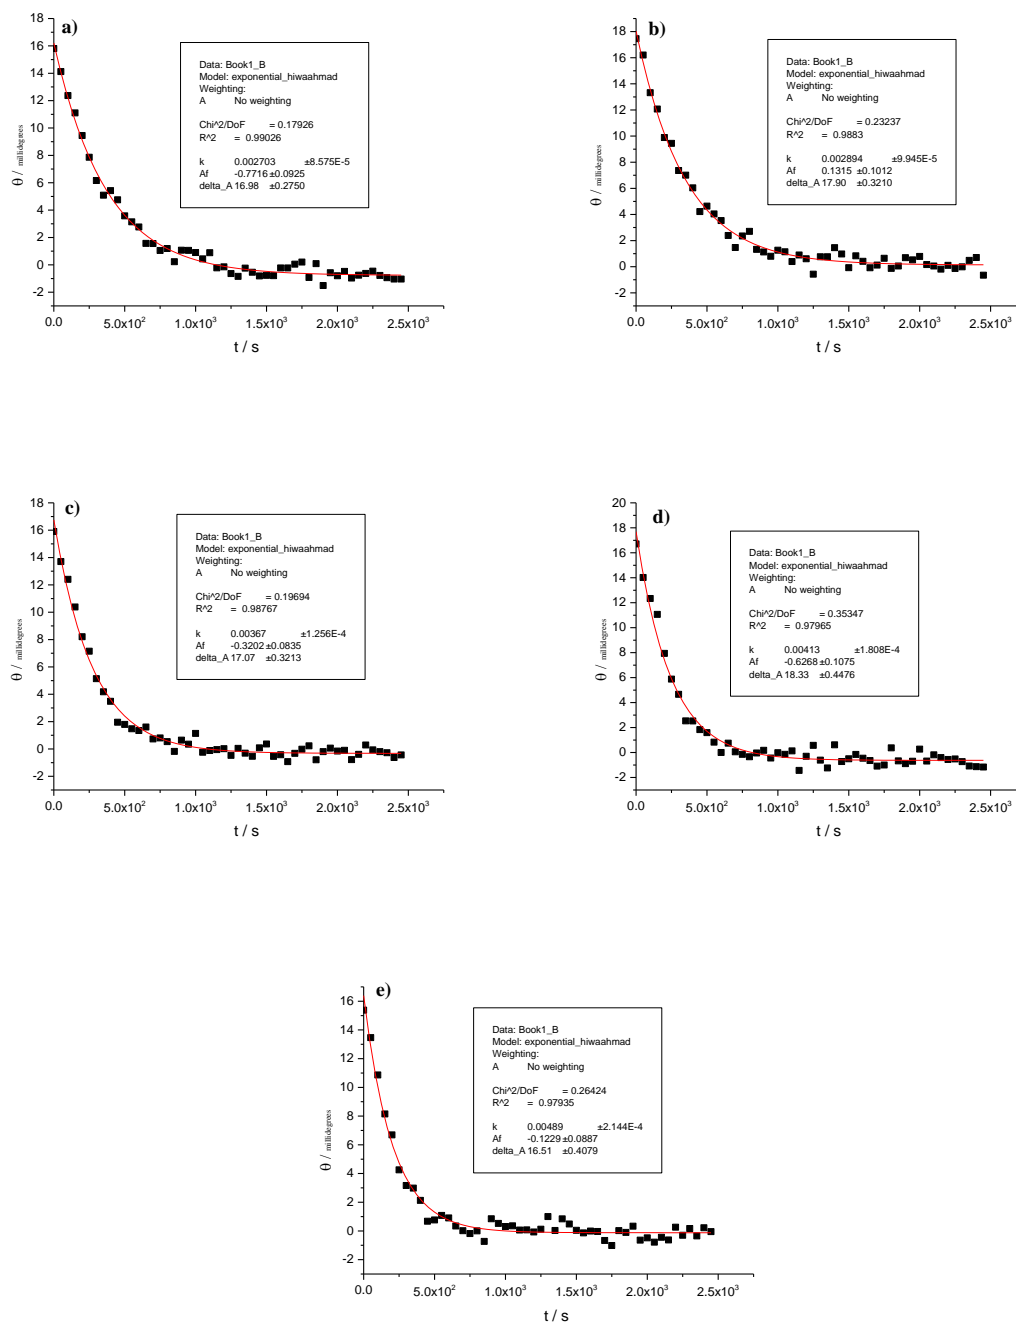 a)
18
16
14
12
10
8
6
4
2
0
-2
θ / millidegrees
Data: Book1_B
Model: exponential_hiwaahmad
Weighting:
A No weighting
Chi^2/DoF = 0.17926
R^2 = 0.99026
k 0.002703 ±8.575E-5
Af -0.7716 ±0.0925
delta_A 16.98 ±0.2750
0.0 5.0x10² 1.0x10³ 1.5x10³ 2.0x10³ 2.5x10³
t / s
b)
18
16
14
12
10
8
6
4
2
0
-2
θ / millidegrees
Data: Book1_B
Model: exponential_hiwaahmad
Weighting:
A No weighting
Chi^2/DoF = 0.23237
R^2 = 0.9883
k 0.002894 ±9.945E-5
Af 0.1315 ±0.1012
delta_A 17.90 ±0.3210
0.0 5.0x10² 1.0x10³ 1.5x10³ 2.0x10³ 2.5x10³
t / s
c)
18
16
14
12
10
8
6
4
2
0
-2
θ / millidegrees
Data: Book1_B
Model: exponential_hiwaahmad
Weighting:
A No weighting
Chi^2/DoF = 0.19694
R^2 = 0.98767
k 0.00367 ±1.256E-4
Af -0.3202 ±0.0835
delta_A 17.07 ±0.3213
0.0 5.0x10² 1.0x10³ 1.5x10³ 2.0x10³ 2.5x10³
t / s
d)
20
18
16
14
12
10
8
6
4
2
0
-2
θ / millidegrees
Data: Book1_B
Model: exponential_hiwaahmad
Weighting:
A No weighting
Chi^2/DoF = 0.35347
R^2 = 0.97965
k 0.00413 ±1.808E-4
Af -0.6268 ±0.1075
delta_A 18.33 ±0.4476
0.0 5.0x10² 1.0x10³ 1.5x10³ 2.0x10³ 2.5x10³
t / s
e)
16
14
12
10
8
6
4
2
0
-2
θ / millidegrees
Data: Book1_B
Model: exponential_hiwaahmad
Weighting:
A No weighting
Chi^2/DoF = 0.26424
R^2 = 0.97935
k 0.00489 ±2.144E-4
Af -0.1229 ±0.0887
delta_A 16.51 ±0.4079
0.0 5.0x10² 1.0x10³ 1.5x10³ 2.0x10³ 2.5x10³
t / s